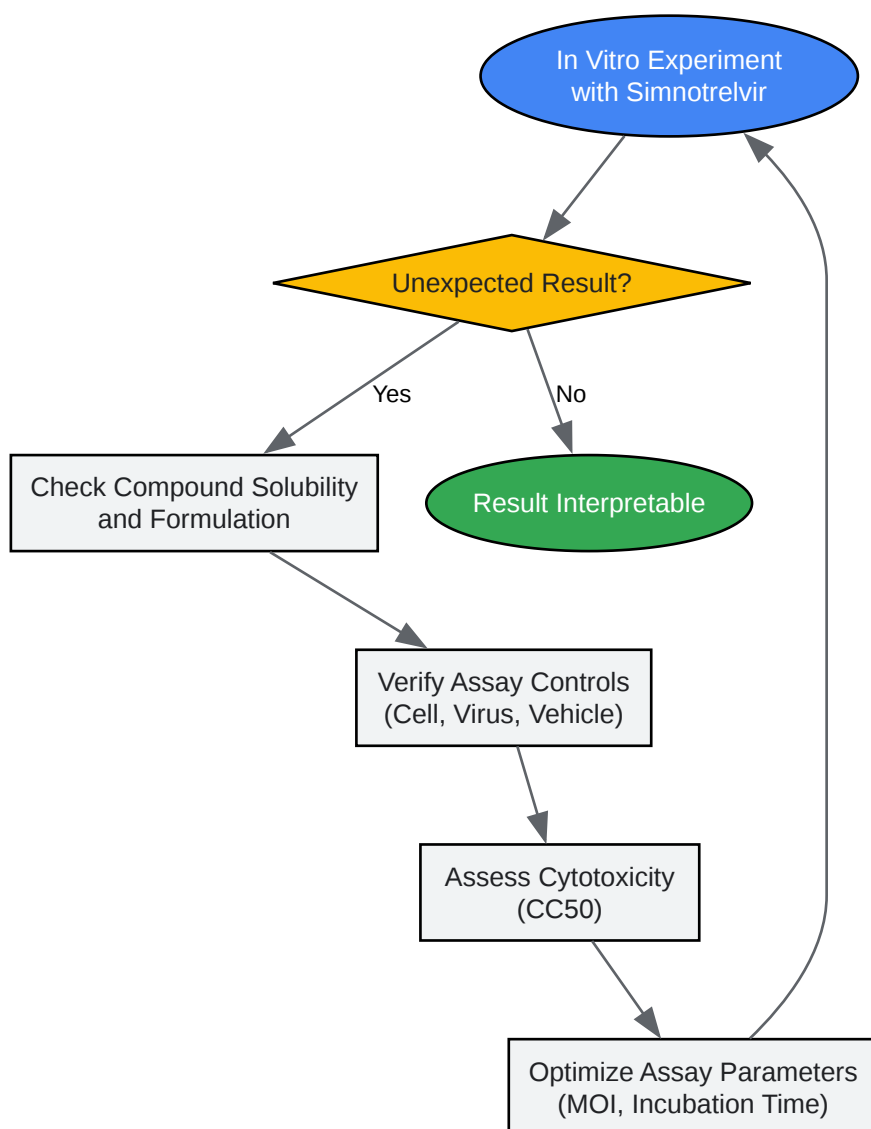 In Vitro Experiment
with Simnotrelvir
Unexpected Result?
Yes
No
Check Compound Solubility
and Formulation
Result Interpretable
Verify Assay Controls
(Cell, Virus, Vehicle)
Assess Cytotoxicity
(CC50)
Optimize Assay Parameters
(MOI, Incubation Time)